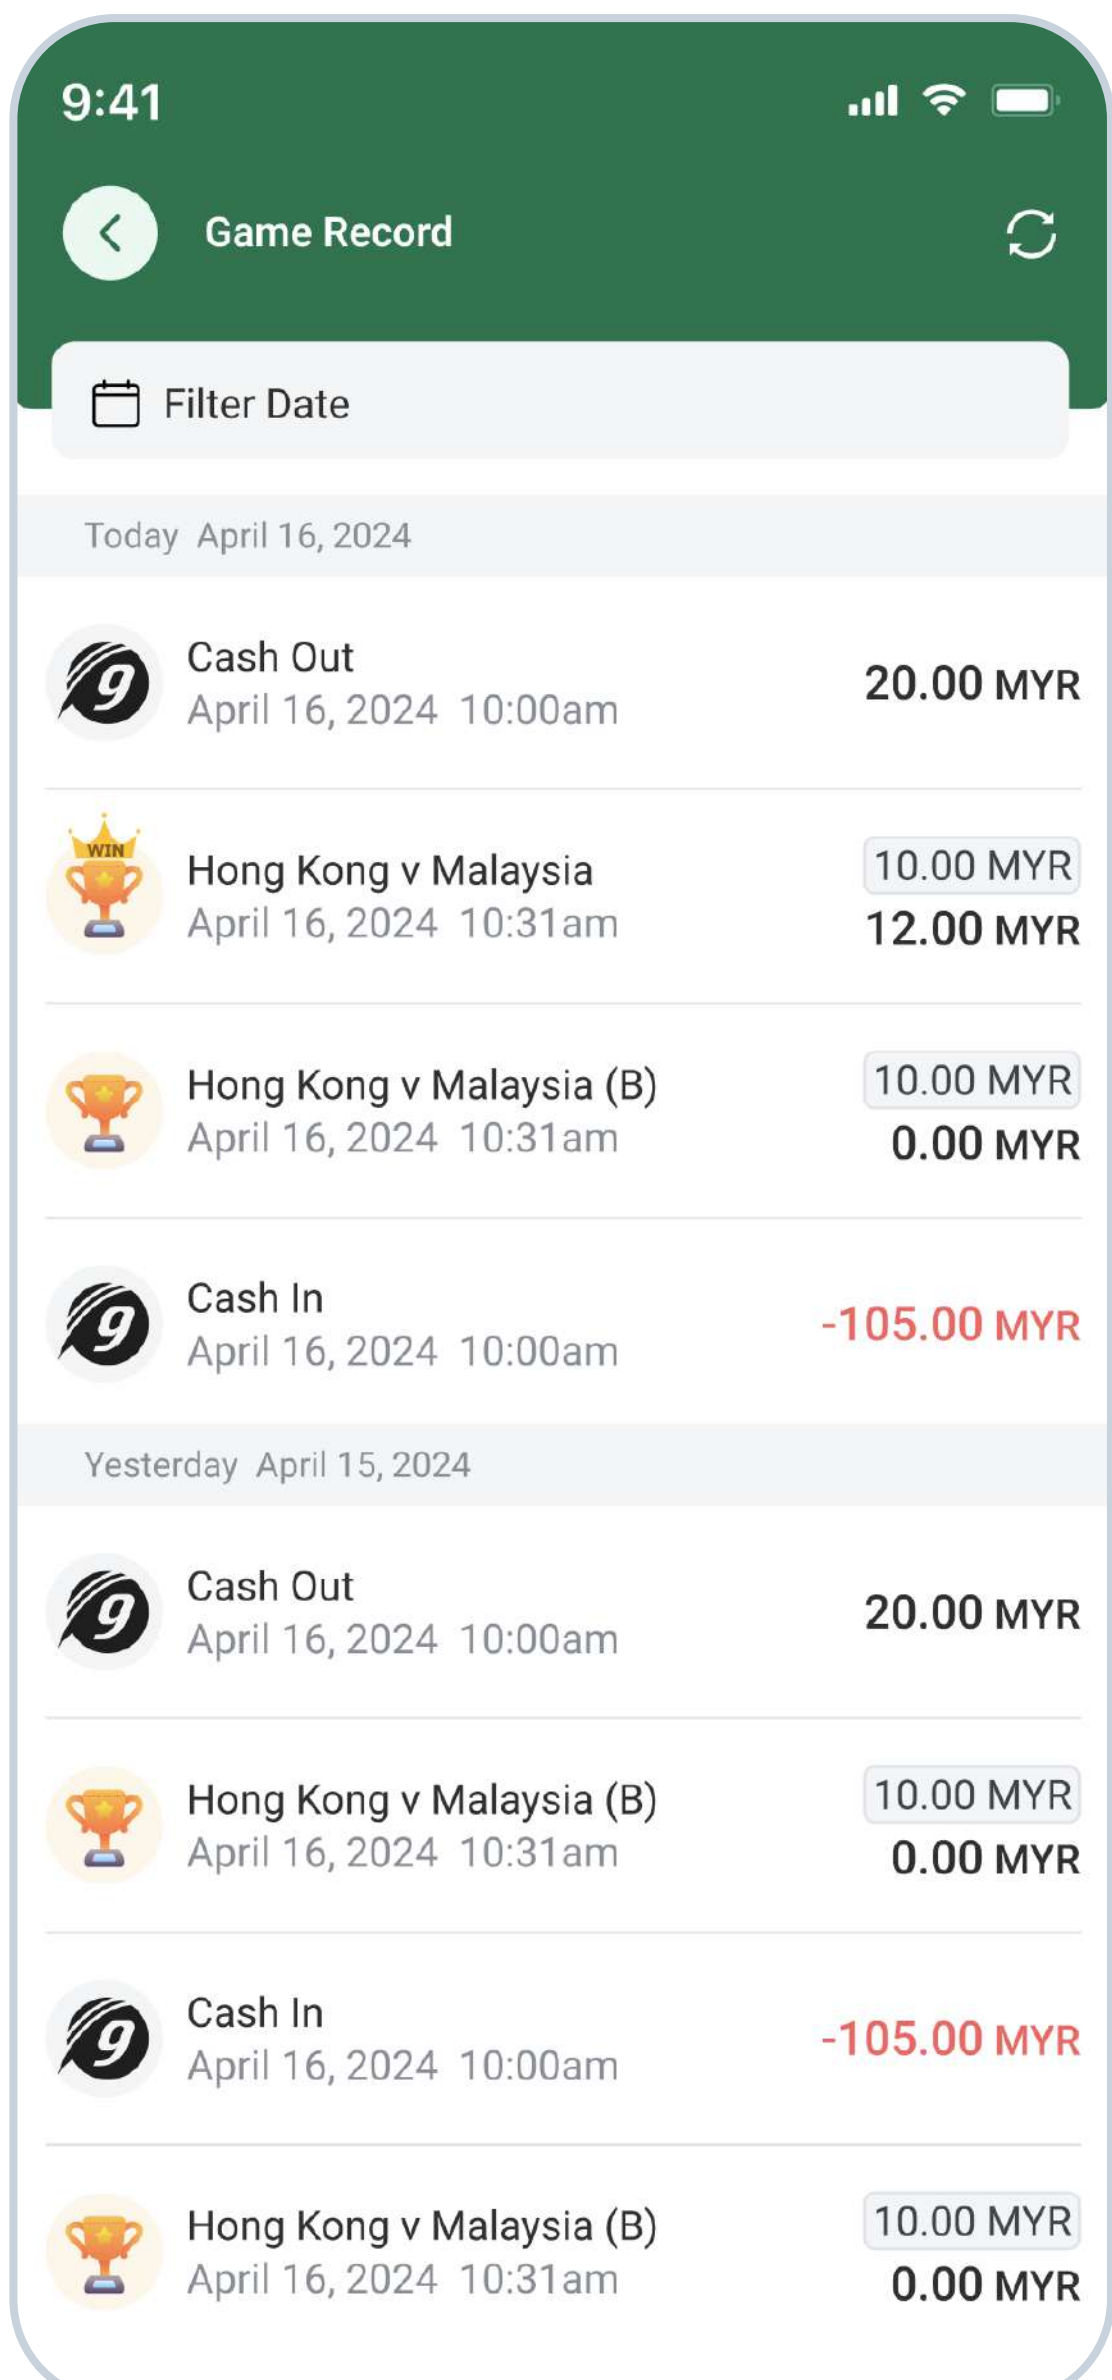 9:41
Game Record
Filter Date
Today April 16, 2024
9
Cash Out
April 16, 2024 10:00am
20.00 MYR
WIN
Hong Kong v Malaysia
April 16, 2024 10:31am
10.00 MYR
12.00 MYR
Hong Kong v Malaysia (B)
April 16, 2024 10:31am
10.00 MYR
0.00 MYR
9
Cash In
April 16, 2024 10:00am
-105.00 MYR
Yesterday April 15, 2024
9
Cash Out
April 16, 2024 10:00am
20.00 MYR
Hong Kong v Malaysia (B)
April 16, 2024 10:31am
10.00 MYR
0.00 MYR
9
Cash In
April 16, 2024 10:00am
-105.00 MYR
Hong Kong v Malaysia (B)
April 16, 2024 10:31am
10.00 MYR
0.00 MYR